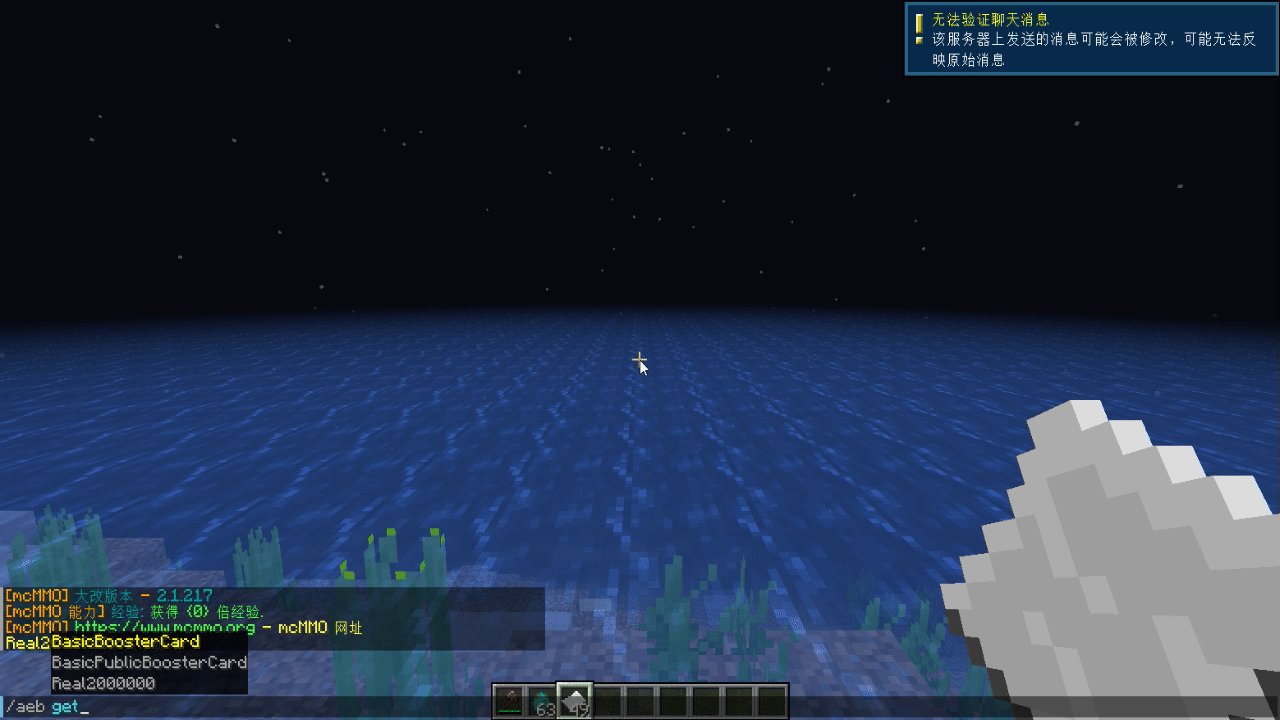 无法验证聊天消息
该服务器上发送的消息可能会被修改，可能无法反
映原始消息
[mcMMO] 大改版本 - 2.1.217
[mcMMO 能力] 经验: 获得 {0} 倍经验.
[mcMMO] https://www.mcmmo.org - mcMMO 网址
Real2
BasicBoosterCard
BasicPublicBoosterCard
Real2000000
/aeb get_
63
49